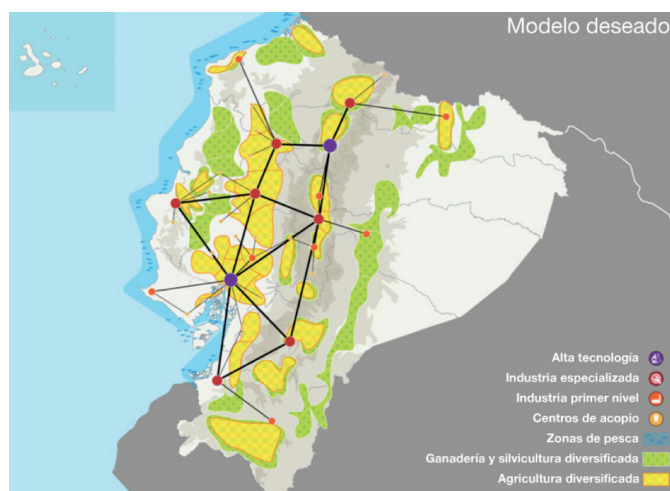 Modelo deseado
Alta tecnología
Industria especializada
Industria primer nivel
Centros de acopio
Zonas de pesca
Ganadería y silvicultura diversificada
Agricultura diversificada